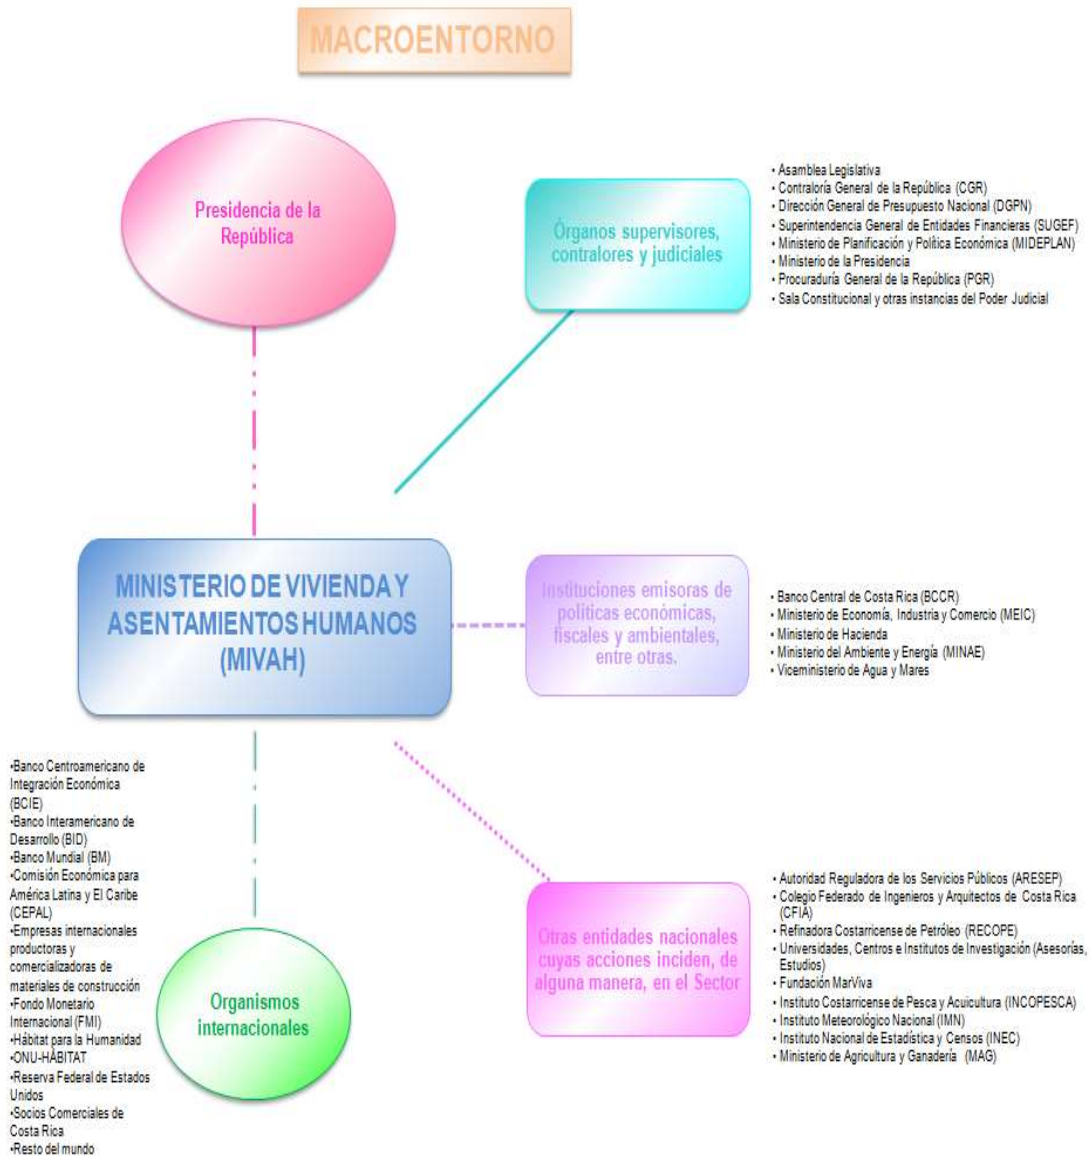 MACROENTORNO
Presidencia de la
República
Órganos supervisores,
contralores y judiciales
• Asamblea Legislativa
• Contraloría General de la República (CGR)
• Dirección General de Presupuesto Nacional (DGPN)
• Superintendencia General de Entidades Financieras (SUGEF)
• Ministerio de Planificación y Política Económica (MIDEPLAN)
• Ministerio de la Presidencia
• Procuraduría General de la República (PGR)
• Sala Constitucional y otras instancias del Poder Judicial
MINISTERIO DE VIVIENDA Y
ASENTAMIENTOS HUMANOS
(MIVAH)
Instituciones emisoras de
políticas económicas,
fiscales y ambientales,
entre otras.
• Banco Central de Costa Rica (BCCR)
• Ministerio de Economía, Industria y Comercio (MEIC)
• Ministerio de Hacienda
• Ministerio del Ambiente y Energía (MINAE)
• Viceministerio de Agua y Mares
•Banco Centroamericano de
Integración Económica
(BCIE)
•Banco Interamericano de
Desarrollo (BID)
•Banco Mundial (BM)
•Comisión Económica para
América Latina y El Caribe
(CEPAL)
•Empresas internacionales
productoras y
comercializadoras de
materiales de construcción
•Fondo Monetario
Internacional (FMI)
•Hábitat para la Humanidad
•ONU-HÁBITAT
•Reserva Federal de Estados
Unidos
•Socios Comerciales de
Costa Rica
•Resto del mundo
Organismos
internacionales
Otras entidades nacionales
cuyas acciones inciden, de
alguna manera, en el Sector
• Autoridad Reguladora de los Servicios Públicos (ARESEP)
• Colegio Federado de Ingenieros y Arquitectos de Costa Rica
(CFIA)
• Refinadora Costarricense de Petróleo (RECOPE)
• Universidades, Centros e Institutos de Investigación (Asesorías,
Estudios)
• Fundación MarViva
• Instituto Costarricense de Pesca y Acuicultura (INCOPESCA)
• Instituto Meteorológico Nacional (IMN)
• Instituto Nacional de Estadística y Censos (INEC)
• Ministerio de Agricultura y Ganadería (MAG)